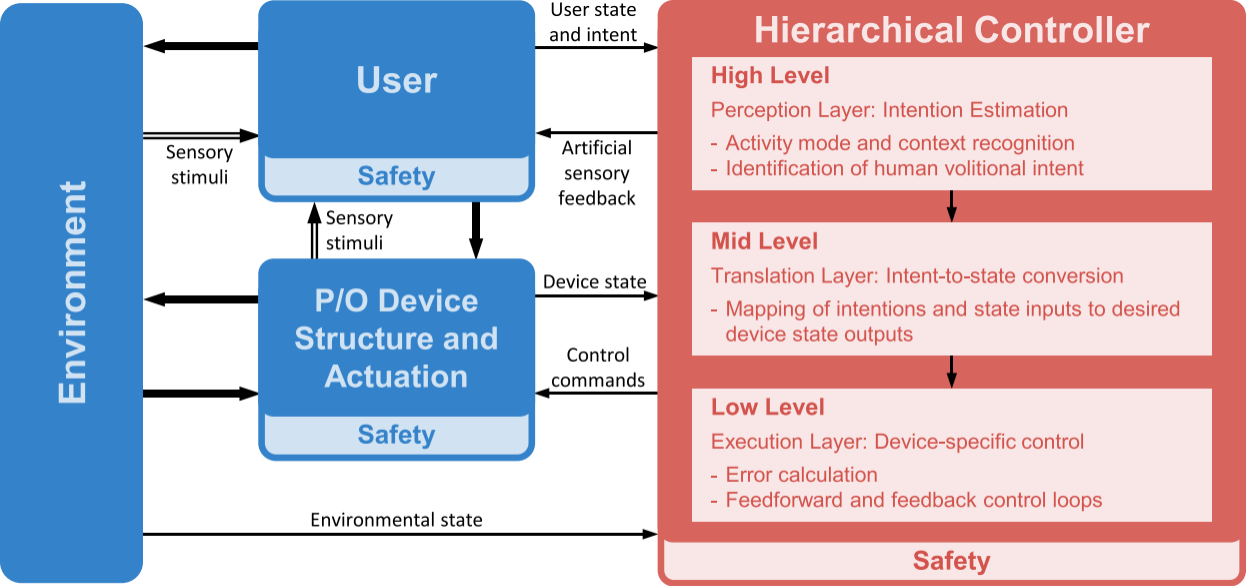 Environment
User
Safety
Sensory
stimuli
User state
and intent
Artificial
sensory
feedback
Sensory
stimuli
P/O Device
Structure and
Actuation
Safety
Device state
Control
commands
Environmental state
Hierarchical Controller
High Level
Perception Layer: Intention Estimation
- Activity mode and context recognition
- Identification of human volitional intent
Mid Level
Translation Layer: Intent-to-state conversion
- Mapping of intentions and state inputs to desired
device state outputs
Low Level
Execution Layer: Device-specific control
- Error calculation
- Feedforward and feedback control loops
Safety